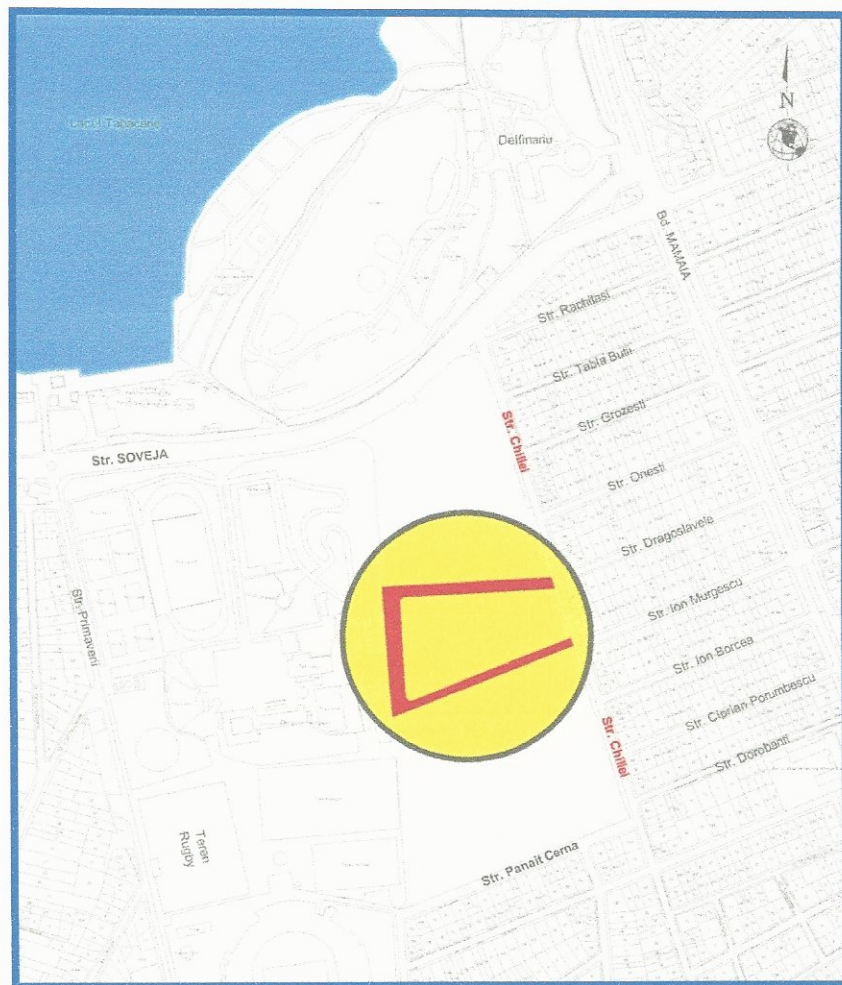 Lacul Tabacarie
Delfinariu
N
Bd. MAMAIA
Str. Rachitasi
Str. Tabla Butii
Str. Grozesti
Str. Chiliei
Str. SOVEJA
Str. Onesti
Str. Dragoslavele
Str. Ion Murgescu
Str. Primaverii
Str. Ion Borcea
Str. Ciprian Porumbescu
Str. Chiliei
Str. Dorobanti
Teren
Rugby
Str. Panait Cerna